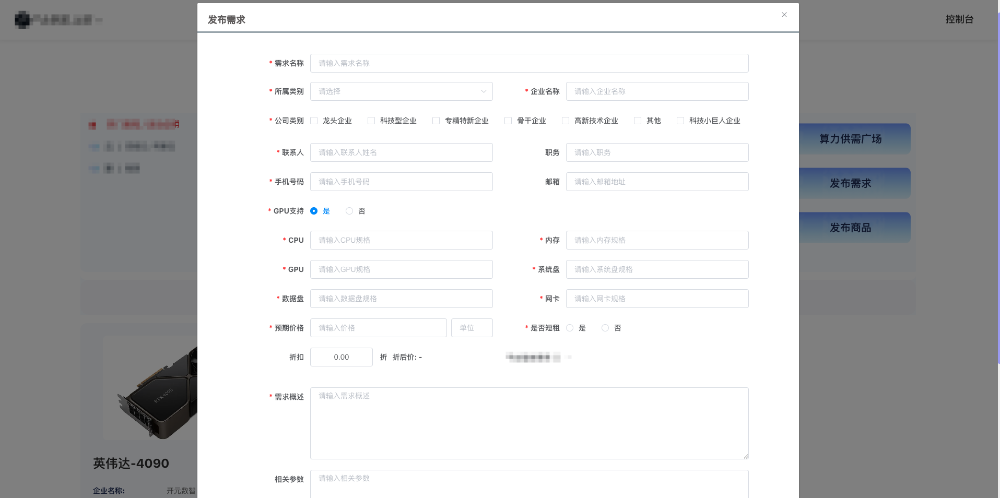 发布需求
控制台
* 需求名称 请输入需求名称
* 所属类别 请选择 * 企业名称 请输入企业名称
* 公司类别 龙头企业 科技型企业 专精特新企业 骨干企业 高新技术企业 其他 科技小巨人企业
* 联系人 请输入联系人姓名 职务 请输入职务
* 手机号码 请输入手机号码 邮箱 请输入邮箱地址
* GPU支持 是 否
* CPU 请输入CPU规格 * 内存 请输入内存规格
* GPU 请输入GPU规格 * 系统盘 请输入系统盘规格
* 数据盘 请输入数据盘规格 * 网卡 请输入网卡规格
* 预期价格 请输入价格 单位 * 是否短租 是 否
折扣 0.00 折 折后价: -
* 需求概述 请输入需求概述
相关参数 请输入相关参数
算力供需广场
发布需求
发布商品
RTX 4090
英伟达-4090
企业名称: 开元数智